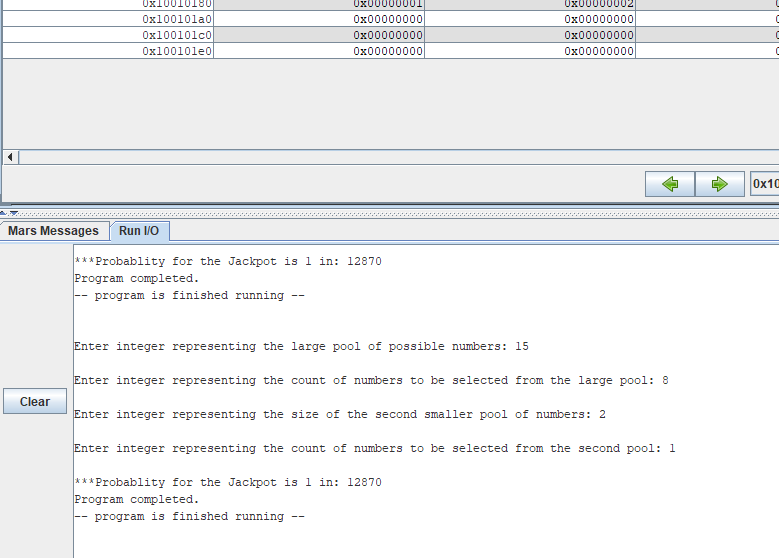 0x10010180 0x00000001 0x00000002
0x100101a0 0x00000000 0x00000000
0x100101c0 0x00000000 0x00000000
0x100101e0 0x00000000 0x00000000
0x10
Mars Messages Run I/O
***Probablity for the Jackpot is 1 in: 12870
Program completed.
-- program is finished running --
Enter integer representing the large pool of possible numbers: 15
Enter integer representing the count of numbers to be selected from the large pool: 8
Clear
Enter integer representing the size of the second smaller pool of numbers: 2
Enter integer representing the count of numbers to be selected from the second pool: 1
***Probablity for the Jackpot is 1 in: 12870
Program completed.
-- program is finished running --